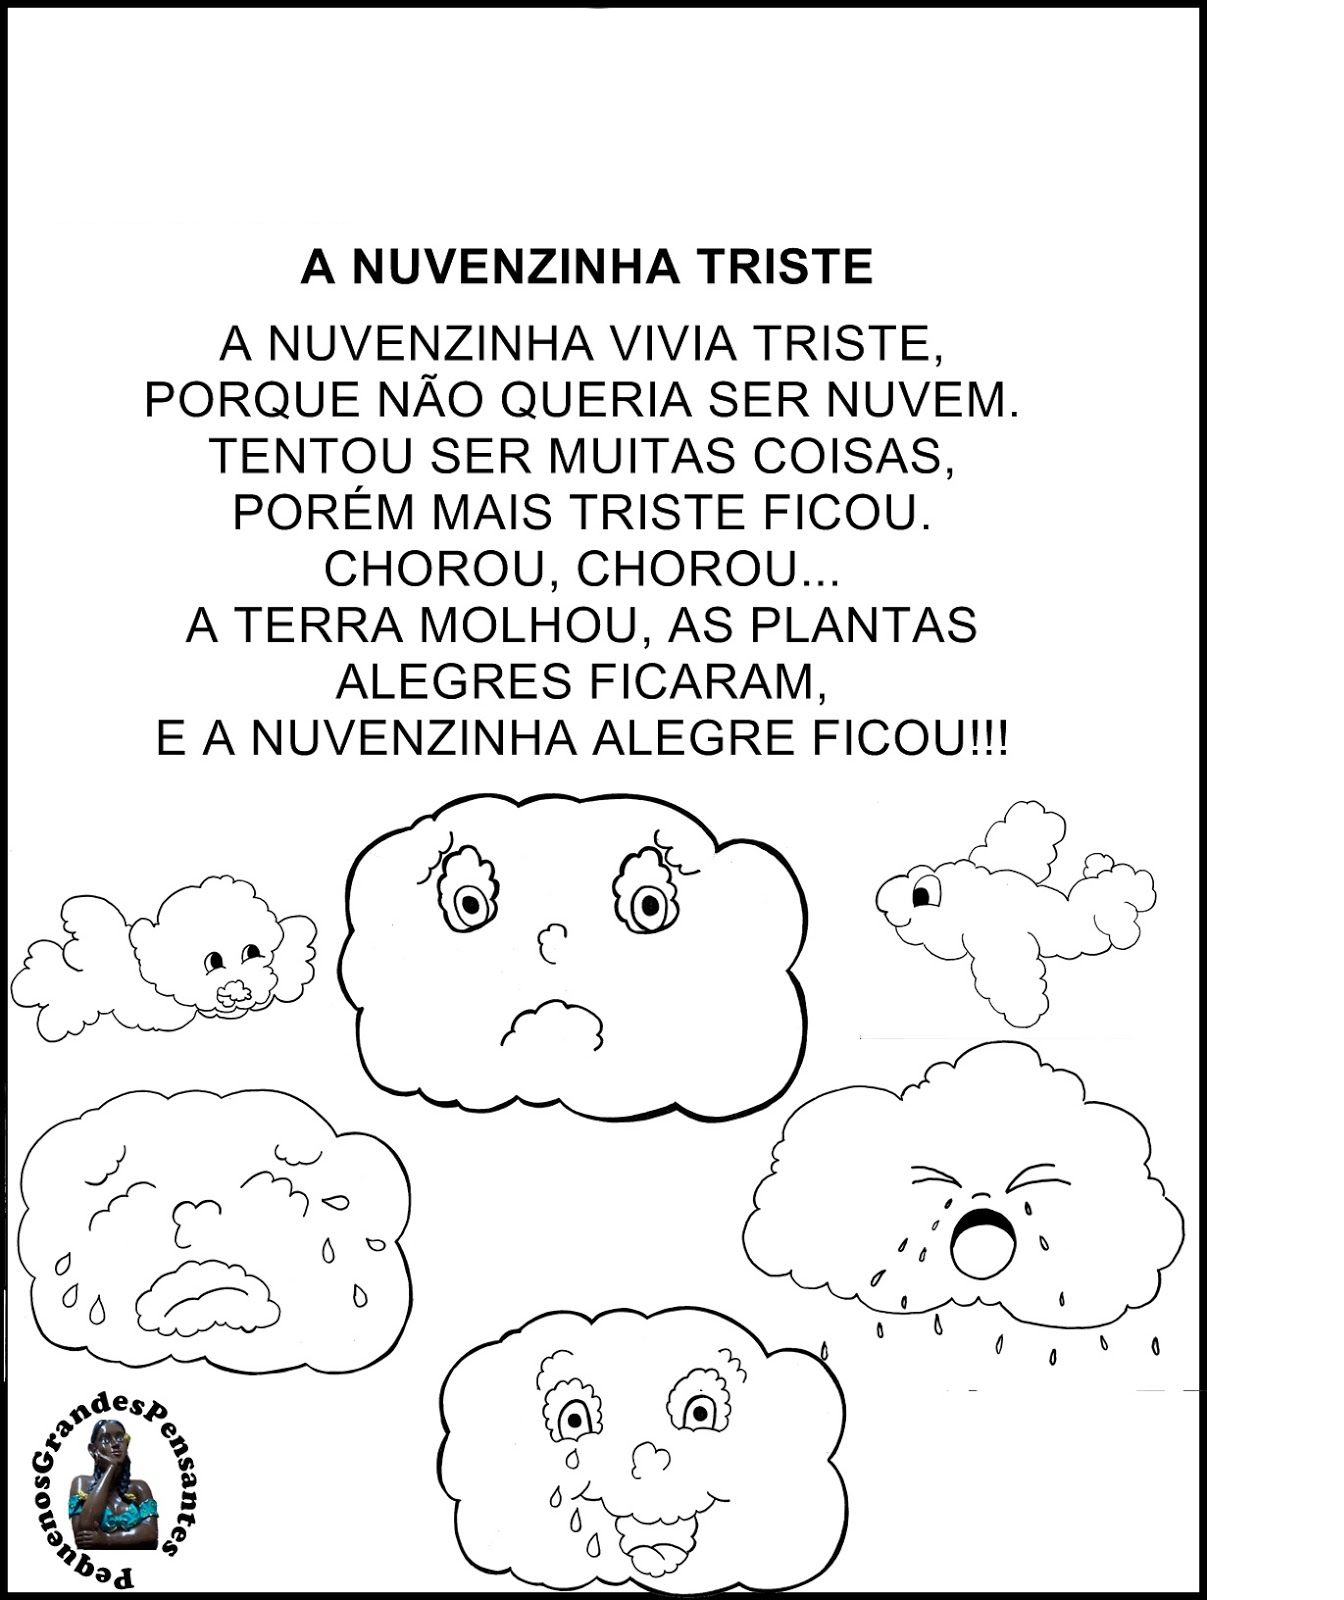 A NUVENZINHA TRISTE
A NUVENZINHA VIVIA TRISTE,
PORQUE NÃO QUERIA SER NUVEM.
TENTOU SER MUITAS COISAS,
PORÉM MAIS TRISTE FICOU.
CHOROU, CHOROU...
A TERRA MOLHOU, AS PLANTAS
ALEGRES FICARAM,
E A NUVENZINHA ALEGRE FICOU!!!
PequenosGrandesPensantes